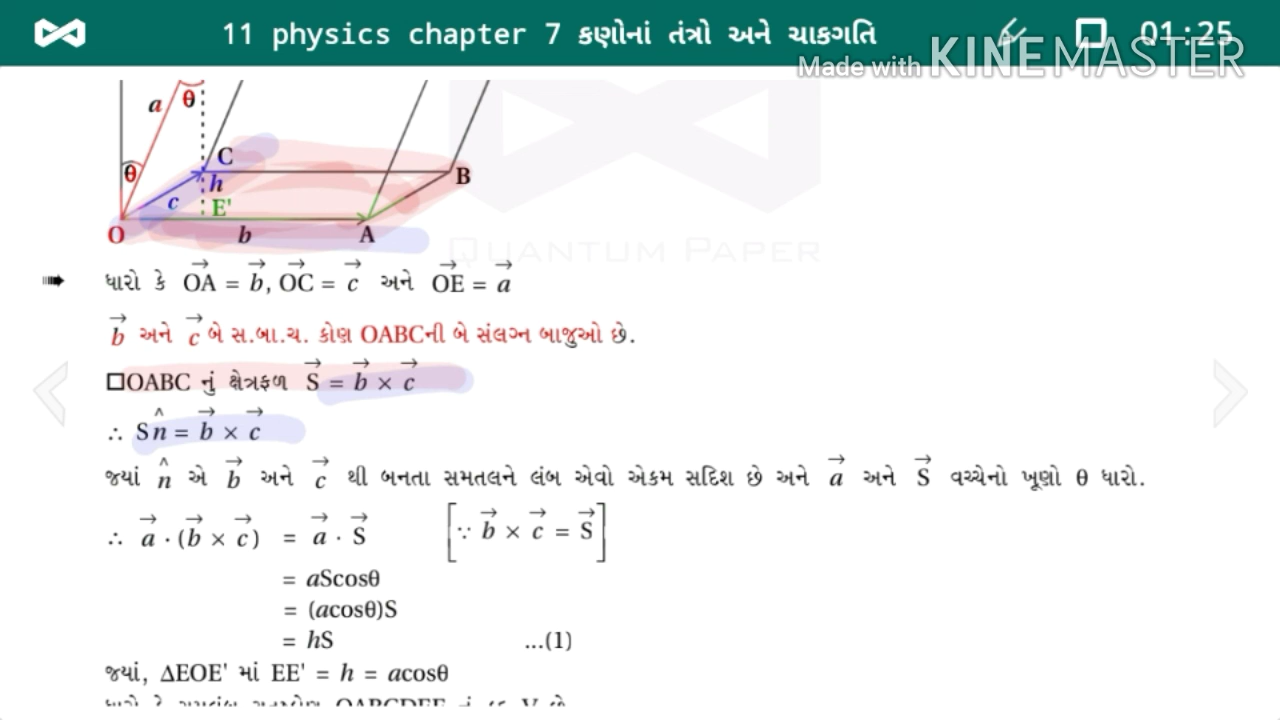 11 physics chapter 7 કણોનાં તંત્રો અને ચાકગતિ
01:25
Made with KINEMASTER
a θ
θ C
h B
c E'
O b A
QUANTUM PAPER
➠ ધારો કે →OA = →b, →OC = →c અને →OE = →a
→b અને →c બે સ.બા.ચ. કોણ OABCની બે સંલગ્ન બાજુઓ છે.
□OABC નું ક્ષેત્રફળ →S = →b × →c
∴ Sn̂ = →b × →c
જ્યાં n̂ એ →b અને →c થી બનતા સમતલને લંબ એવો એકમ સદિશ છે અને →a અને →S વચ્ચેનો ખૂણો θ ધારો.
∴ →a · (→b × →c) = →a · →S [∵ →b × →c = →S]
= aScosθ
= (acosθ)S
= hS ...(1)
જ્યાં, ΔEOE' માં EE' = h = acosθ